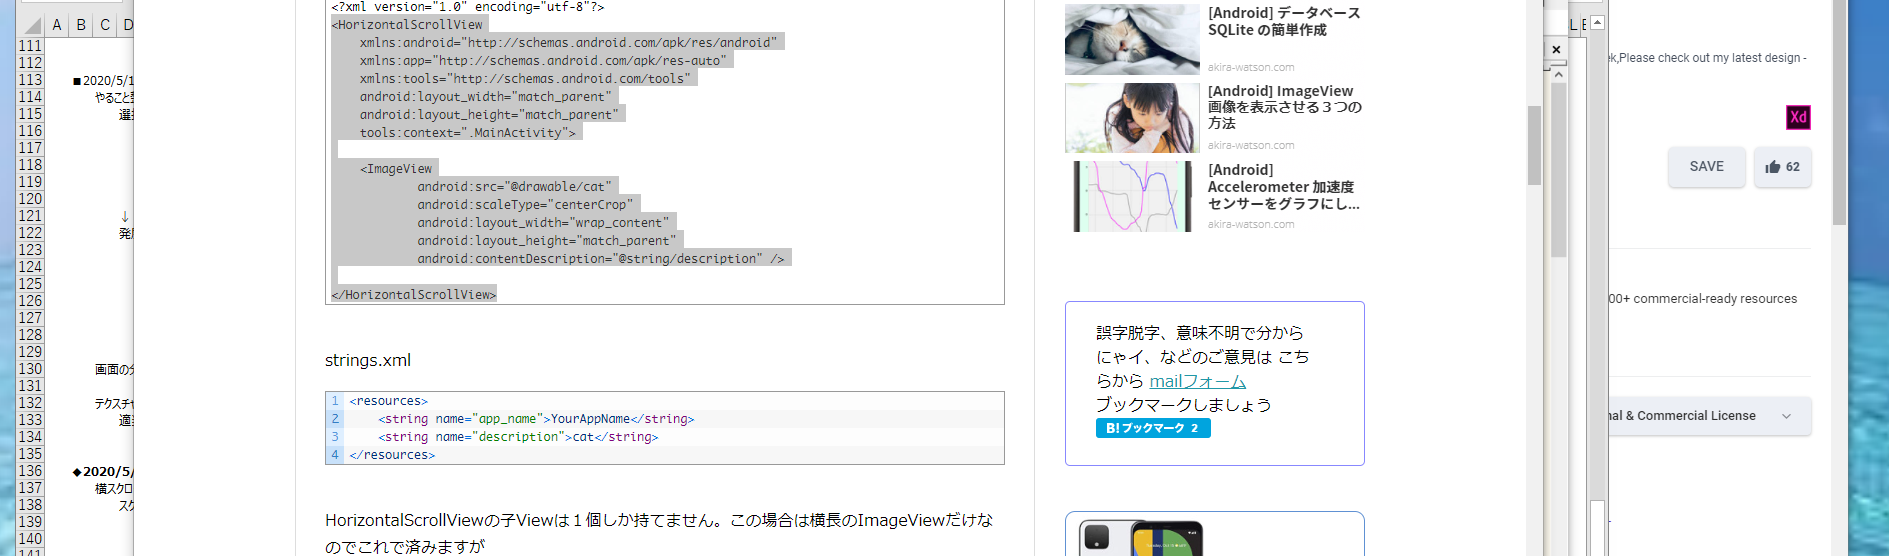 A B C D
111
112
113 ■2020/5/1
114 やること
115
116
117
118
119
120
121 ↓
122
123
124
125
126
127
128
129
130 画面の
131
132 テクスチャ
133
134
135
136 ◆2020/5/
137 横スクロ
138
139
140
<?xml version="1.0" encoding="utf-8"?>
<HorizontalScrollView
xmlns:android="http://schemas.android.com/apk/res/android"
xmlns:app="http://schemas.android.com/apk/res-auto"
xmlns:tools="http://schemas.android.com/tools"
android:layout_width="match_parent"
android:layout_height="match_parent"
tools:context=".MainActivity">
<ImageView
android:src="@drawable/cat"
android:scaleType="centerCrop"
android:layout_width="wrap_content"
android:layout_height="match_parent"
android:contentDescription="@string/description" />
</HorizontalScrollView>
strings.xml
1 <resources>
2 <string name="app_name">YourAppName</string>
3 <string name="description">cat</string>
4 </resources>
HorizontalScrollViewの子Viewは１個しか持てません。この場合は横長のImageViewだけな
のでこれで済みますが
[Android] データベース
SQLite の簡単作成
akira-watson.com
[Android] ImageView
画像を表示させる３つの
方法
akira-watson.com
[Android]
Accelerometer 加速度
センサーをグラフにし...
akira-watson.com
誤字脱字、意味不明で分から
にゃイ、などのご意見は こち
らから mailフォーム
ブックマークしましょう
B! ブックマーク 2
k,Please check out my latest design -
Xd
SAVE
62
00+ commercial-ready resources
nal & Commercial License